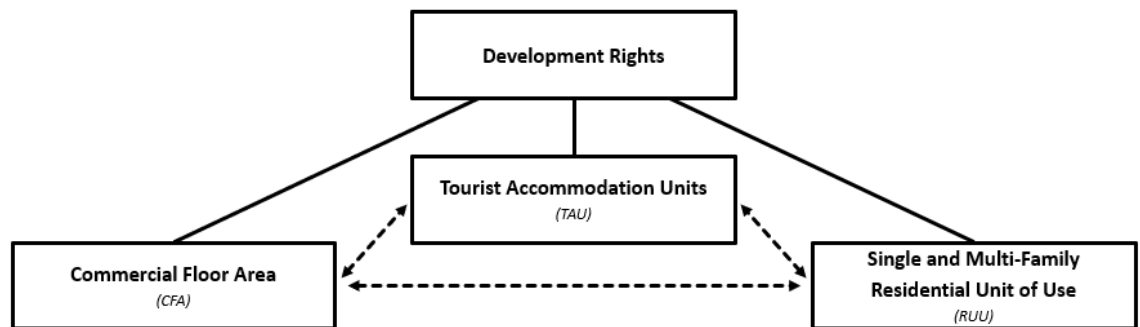 Development Rights
Tourist Accommodation Units
(TAU)
Commercial Floor Area
(CFA)
Single and Multi-Family
Residential Unit of Use
(RUU)